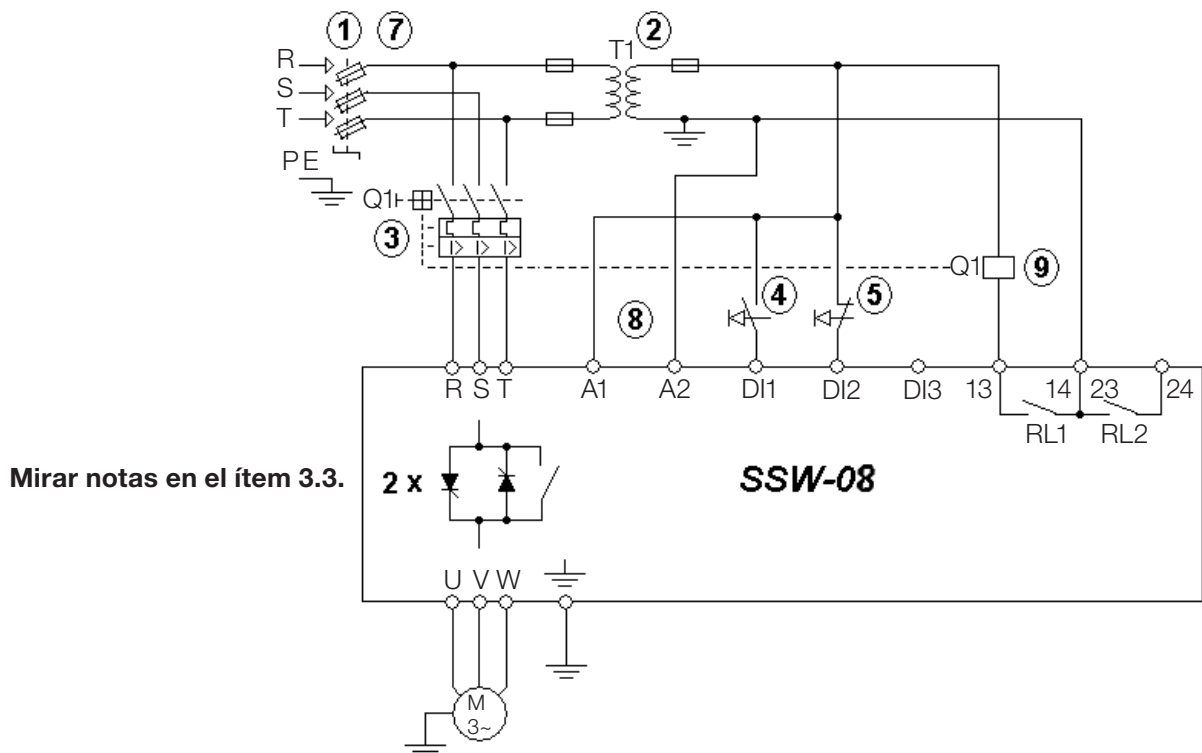 1 7
2
T1
R
S
T
PE
Q1
3
Q1
9
4
5
8
R S T A1 A2 DI1 DI2 DI3 13 14 23 24
RL1 RL2
Mirar notas en el ítem 3.3.
2 x
SSW-08
U V W
M
3~